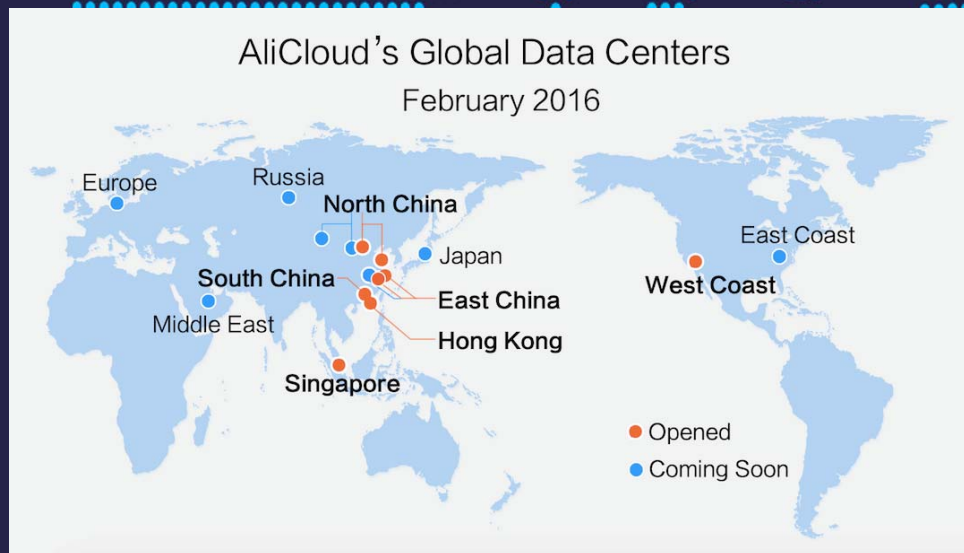 AliCloud’s Global Data Centers
February 2016
Europe
Russia
North China
Japan
East Coast
South China
West Coast
East China
Middle East
Hong Kong
Singapore
Opened
Coming Soon